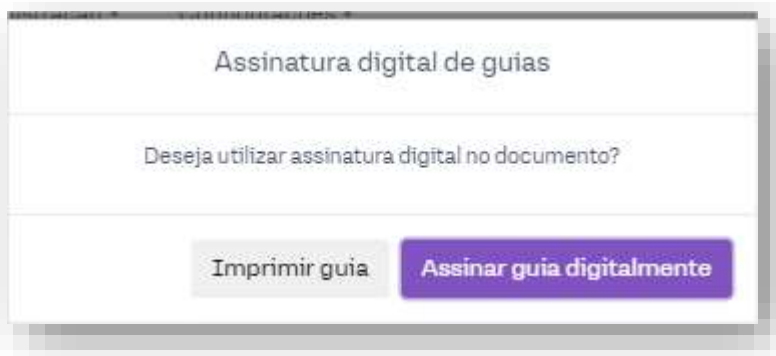 Assinatura digital de guias
Deseja utilizar assinatura digital no documento?
Imprimir guia
Assinar guia digitalmente